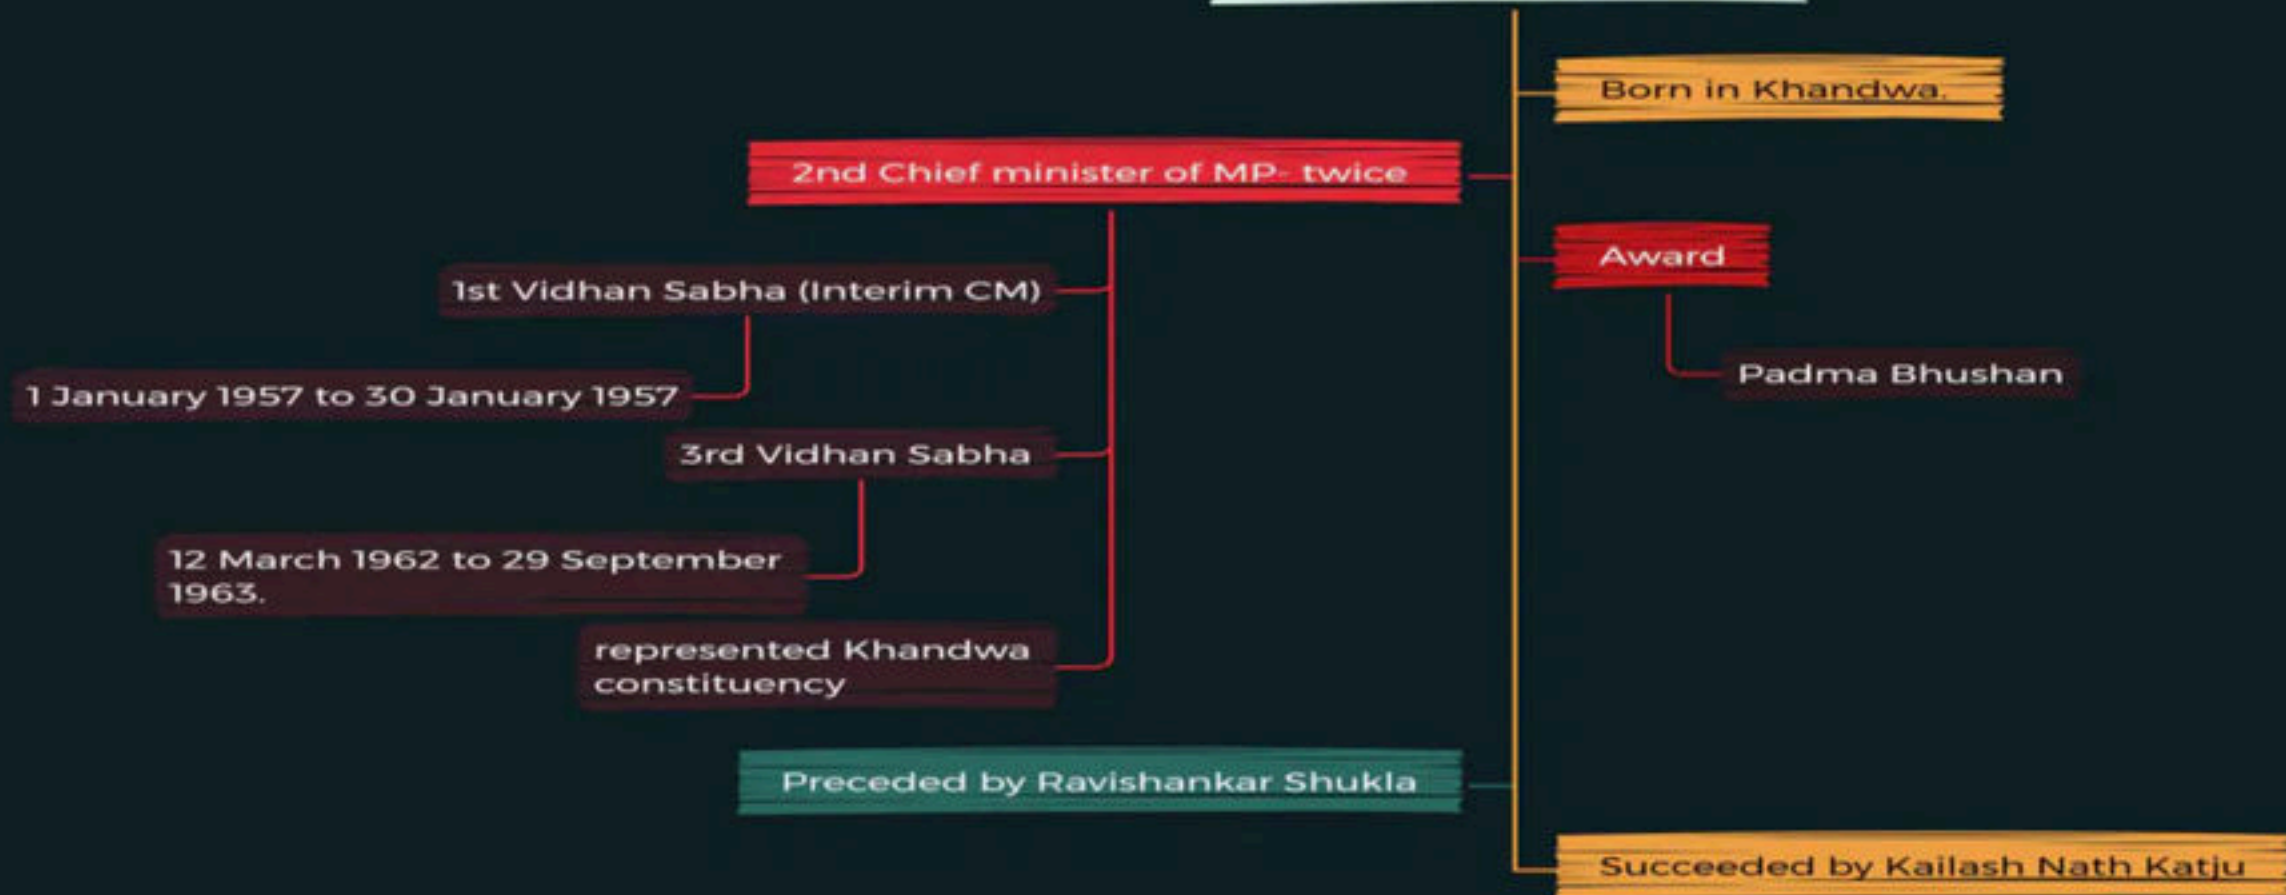 Born in Khandwa.
2nd Chief minister of MP- twice
Award
1st Vidhan Sabha (Interim CM)
Padma Bhushan
1 January 1957 to 30 January 1957
3rd Vidhan Sabha
12 March 1962 to 29 September
1963.
represented Khandwa
constituency
Preceded by Ravishankar Shukla
Succeeded by Kailash Nath Katju